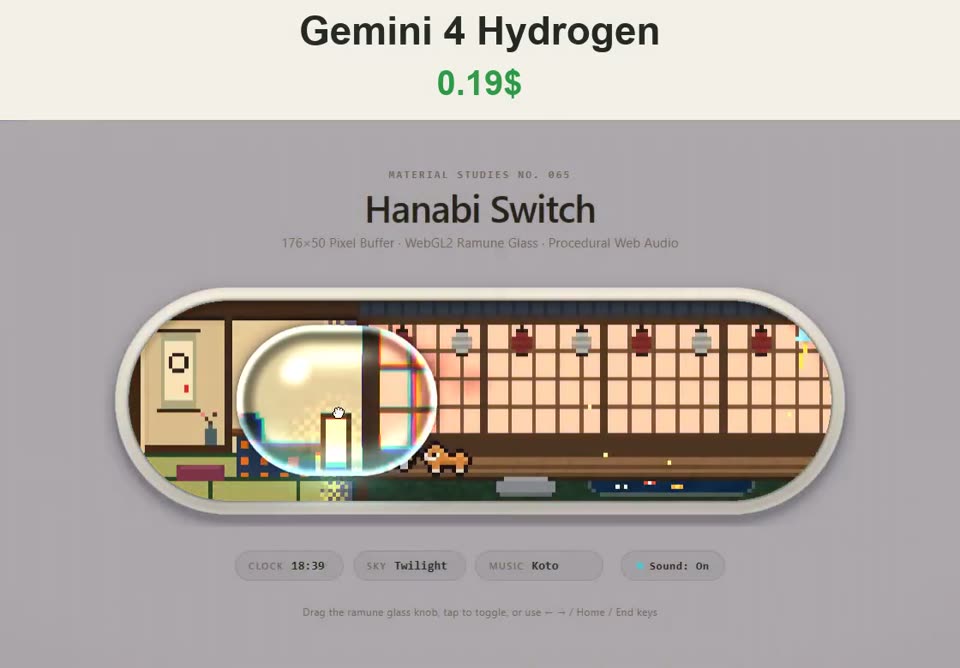 Gemini 4 Hydrogen
0.19$
MATERIAL STUDIES NO. 065
Hanabi Switch
176×50 Pixel Buffer · WebGL2 Ramune Glass · Procedural Web Audio
CLOCK 18:39 SKY Twilight MUSIC Koto Sound: On
Drag the ramune glass knob, tap to toggle, or use ← → / Home / End keys